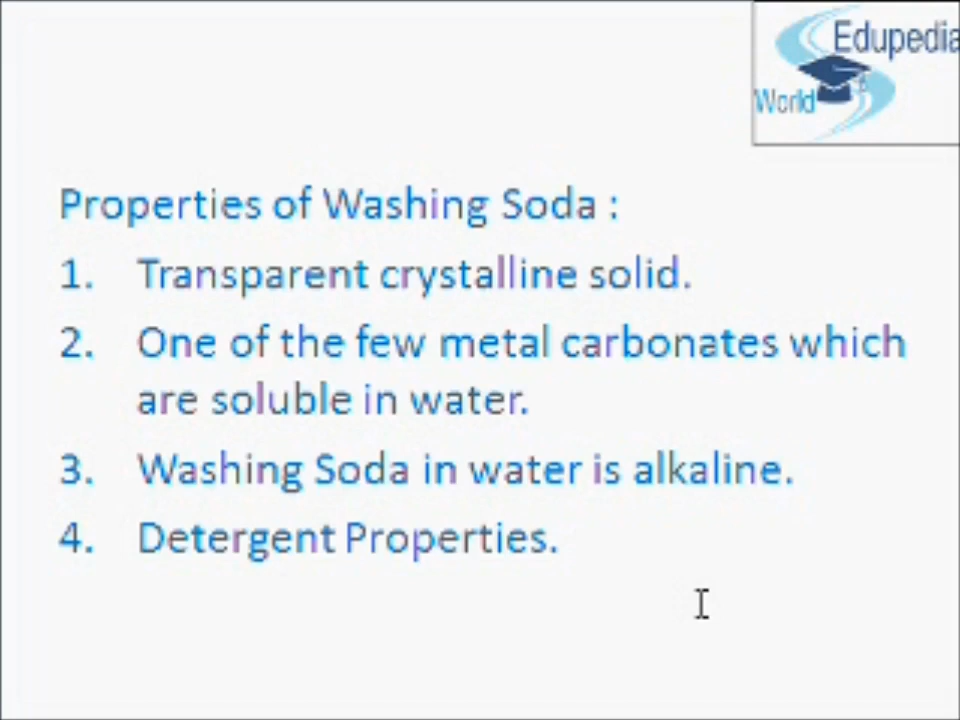 Edupedia
World
Properties of Washing Soda :
1. Transparent crystalline solid.
2. One of the few metal carbonates which
are soluble in water.
3. Washing Soda in water is alkaline.
4. Detergent Properties.